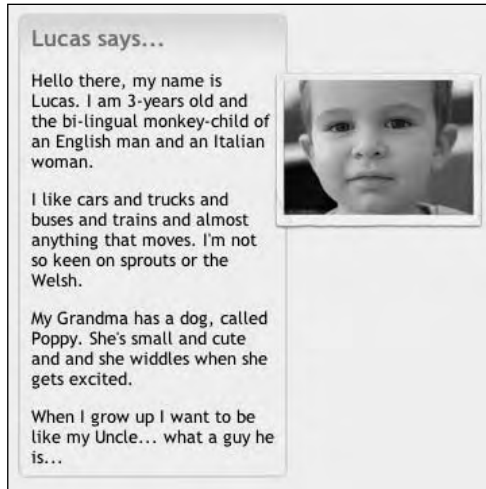 Lucas says...
Hello there, my name is
Lucas. I am 3-years old and
the bi-lingual monkey-child of
an English man and an Italian
woman.
I like cars and trucks and
buses and trains and almost
anything that moves. I'm not
so keen on sprouts or the
Welsh.
My Grandma has a dog, called
Poppy. She's small and cute
and and she widdles when she
gets excited.
When I grow up I want to be
like my Uncle... what a guy he
is...